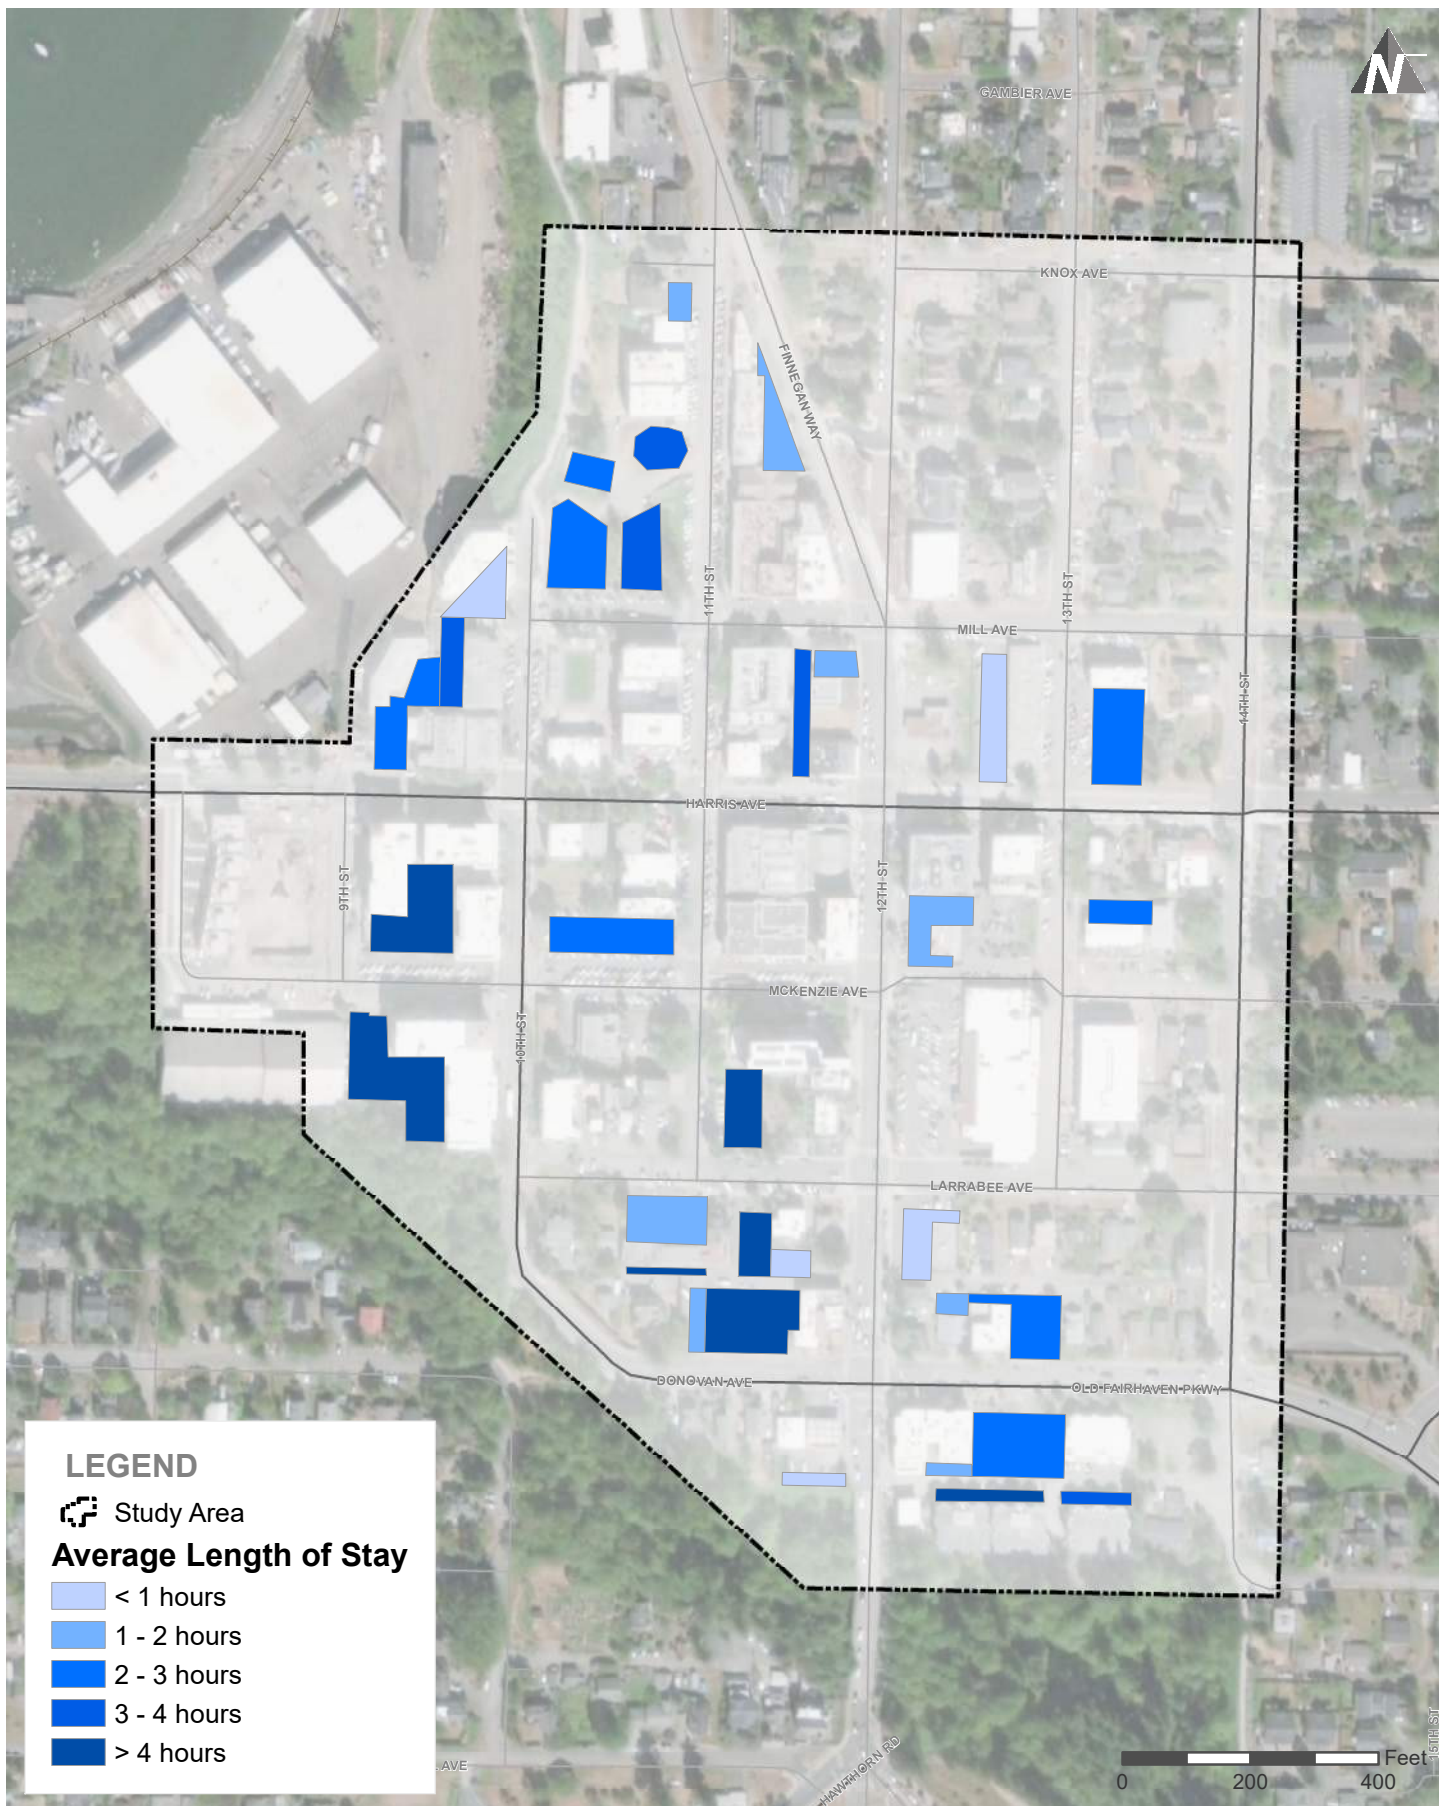 N
GAMBIER AVE
KNOX AVE
FINNEGAN WAY
11TH ST
13TH ST
MILL AVE
14TH ST
HARRIS AVE
9TH ST
12TH ST
MCKENZIE AVE
10TH ST
LARRABEE AVE
DONOVAN AVE
OLD FAIRHAVEN PKWY
LEGEND
Study Area
Average Length of Stay
< 1 hours
1 - 2 hours
2 - 3 hours
3 - 4 hours
> 4 hours
AVE
HAWTHORN RD
15TH ST
Feet
0 200 400